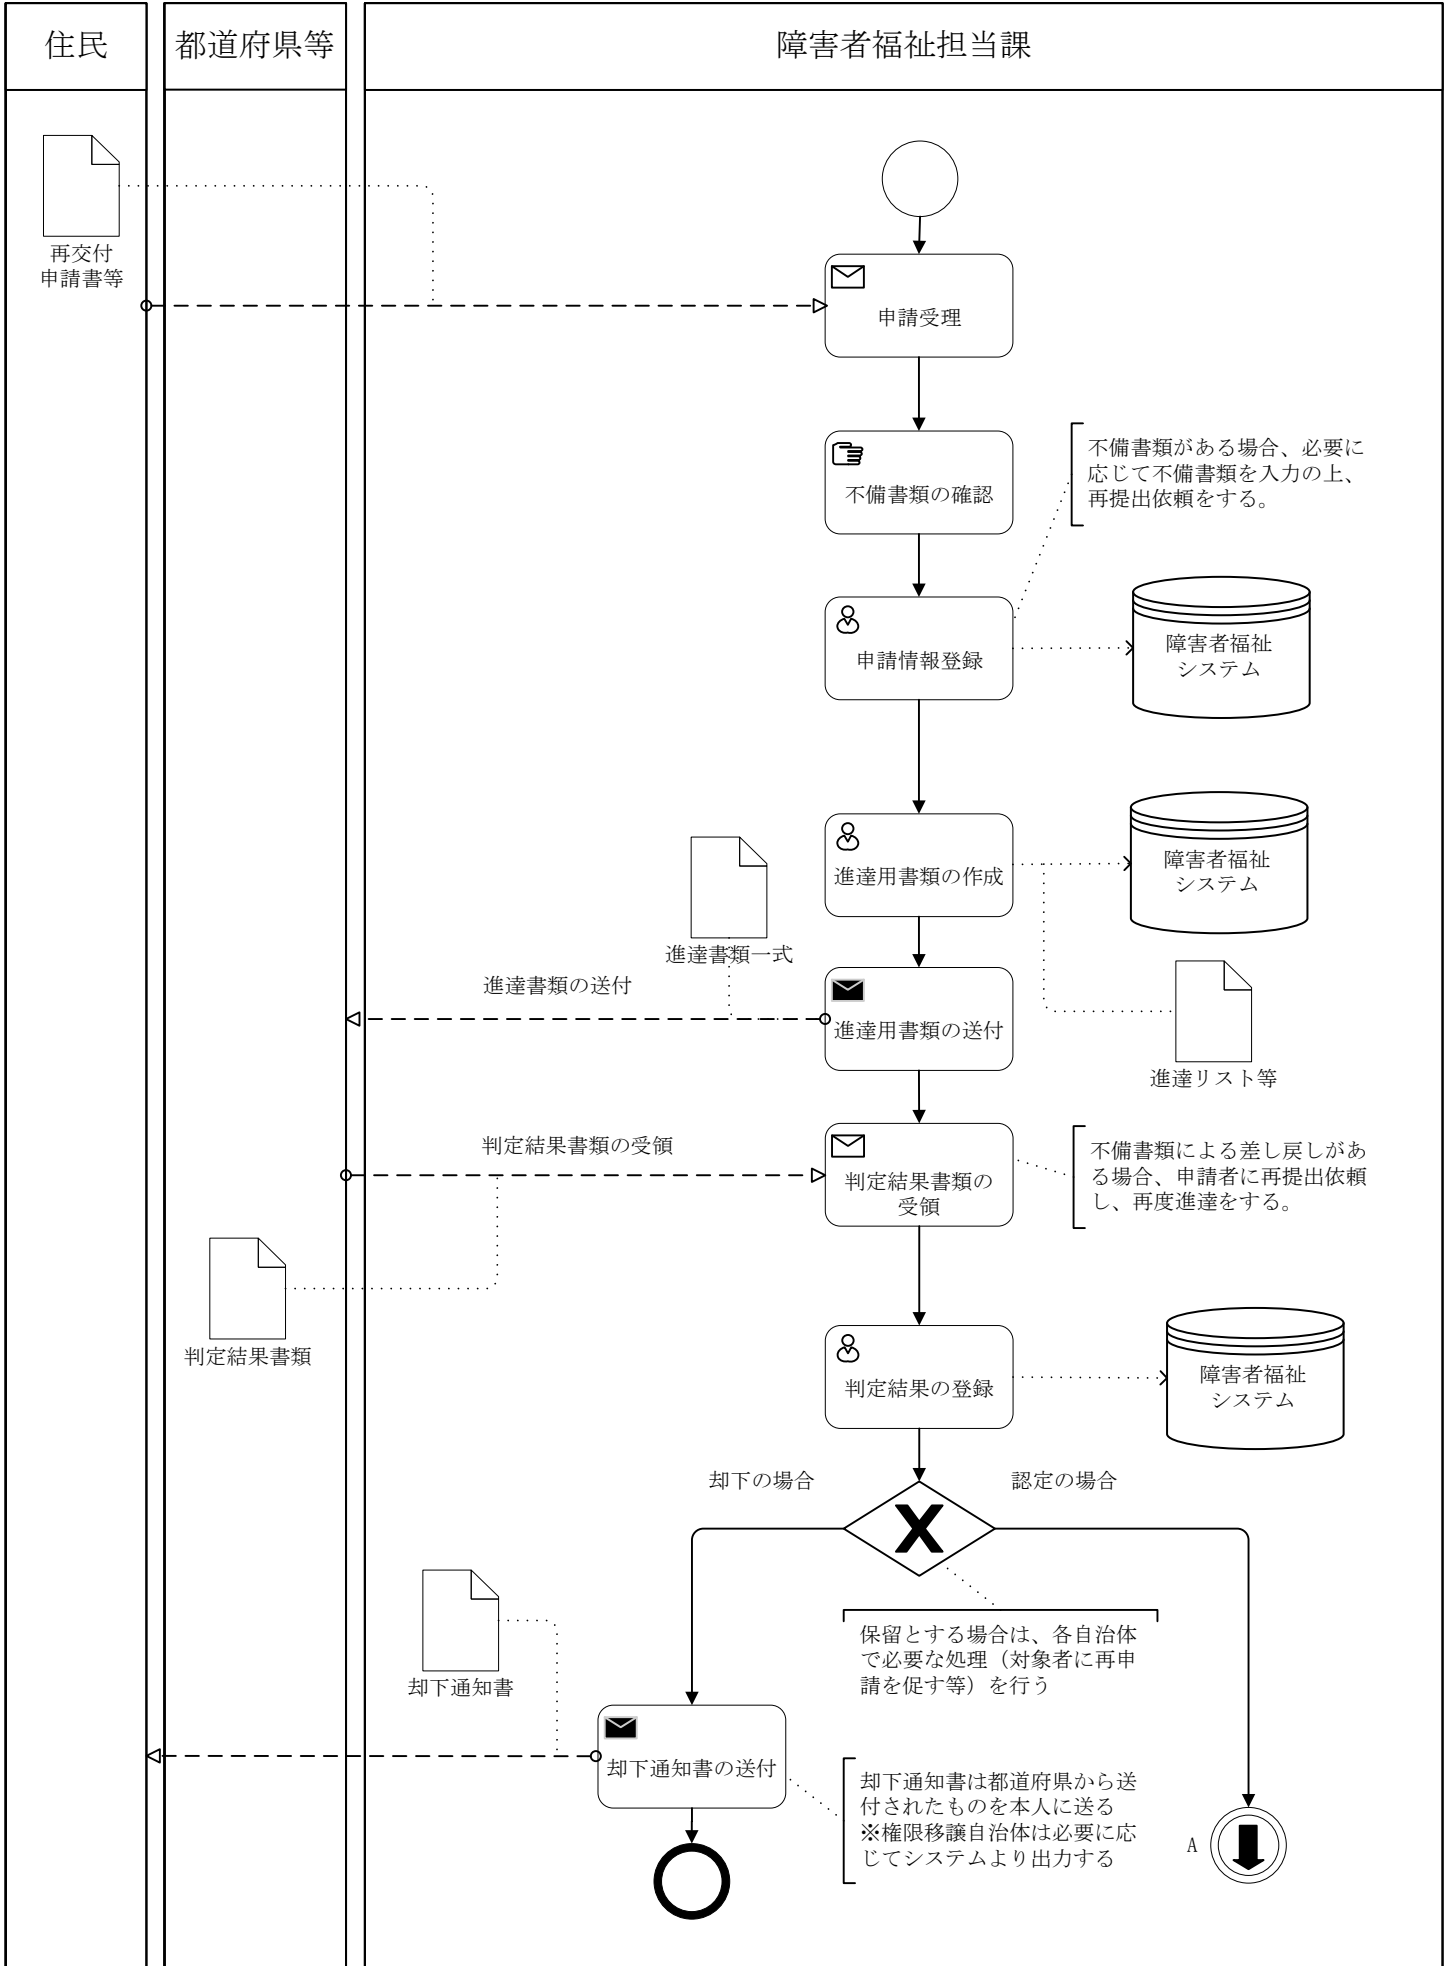 住民
都道府県等
障害者福祉担当課
再交付
申請書等
申請受理
不備書類の確認
不備書類がある場合、必要に
応じて不備書類を入力の上、
再提出依頼をする。
申請情報登録
障害者福祉
システム
進達用書類の作成
障害者福祉
システム
進達書類一式
進達書類の送付
進達用書類の送付
進達リスト等
判定結果書類の受領
判定結果書類の
受領
不備書類による差し戻しがあ
る場合、申請者に再提出依頼
し、再度進達をする。
判定結果書類
判定結果の登録
障害者福祉
システム
却下の場合
認定の場合
却下通知書
保留とする場合は、各自治体
で必要な処理（対象者に再申
請を促す等）を行う
却下通知書の送付
却下通知書は都道府県から送
付されたものを本人に送る
※権限移譲自治体は必要に応
じてシステムより出力する
A